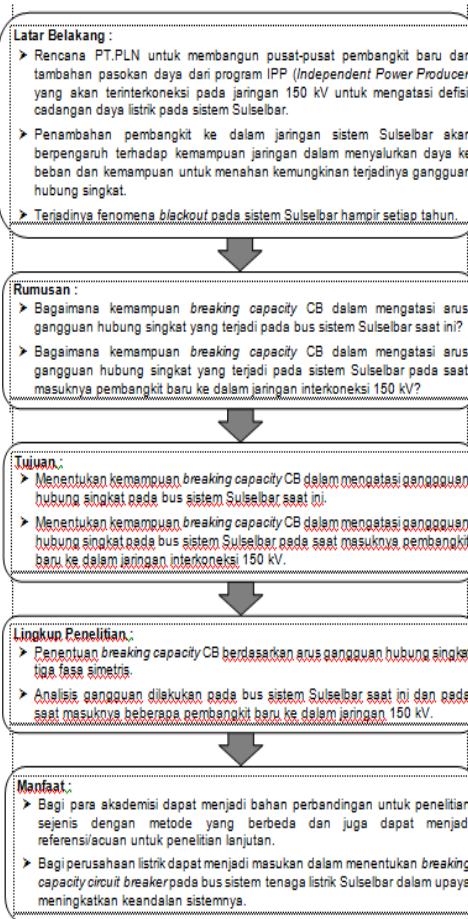 Latar Belakang :
➤ Rencana PT.PLN untuk membangun pusat-pusat pembangkit baru dan
tambahan pasokan daya dari program IPP (Independent Power Producer
yang akan terinterkoneksi pada jaringan 150 kV untuk mengatasi defisi
cadangan daya listrik pada sistem Sulselbar.
➤ Penambahan pembangkit ke dalam jaringan sistem Sulselbar akan
berpengaruh terhadap kemampuan jaringan dalam menyalurkan daya ke
beban dan kemampuan untuk menahan kemungkinan terjadinya gangguan
hubung singkat.
➤ Terjadinya fenomena blackout pada sistem Sulselbar hampir setiap tahun.
Rumusan :
➤ Bagaimana kemampuan breaking capacity CB dalam mengatasi arus
gangguan hubung singkat yang terjadi pada bus sistem Sulselbar saat ini?
➤ Bagaimana kemampuan breaking capacity CB dalam mengatasi arus
gangguan hubung singkat yang terjadi pada sistem Sulselbar pada saat
masuknya pembangkit baru ke dalam jaringan interkoneksi 150 kV?
Tujuan :
➤ Menentukan kemampuan breaking capacity CB dalam mengatasi gangguan
hubung singkat pada bus sistem Sulselbar saat ini.
➤ Menentukan kemampuan breaking capacity CB dalam mengatasi gangguan
hubung singkat pada bus sistem Sulselbar pada saat masuknya pembangkit
baru ke dalam jaringan interkoneksi 150 kV.
Lingkup Penelitian :
➤ Penentuan breaking capacity CB berdasarkan arus gangguan hubung singka
tiga fasa simetris.
➤ Analisis gangguan dilakukan pada bus sistem Sulselbar saat ini dan pada
saat masuknya beberapa pembangkit baru ke dalam jaringan 150 kV.
Manfaat :
➤ Bagi para akademisi dapat menjadi bahan perbandingan untuk penelitian
sejenis dengan metode yang berbeda dan juga dapat menjad
referensi/acuan untuk penelitian lanjutan.
➤ Bagi perusahaan listrik dapat menjadi masukan dalam menentukan breaking
capacity circuit breaker pada bus sistem tenaga listrik Sulselbar dalam upaya
meningkatkan keandalan sistemnya.